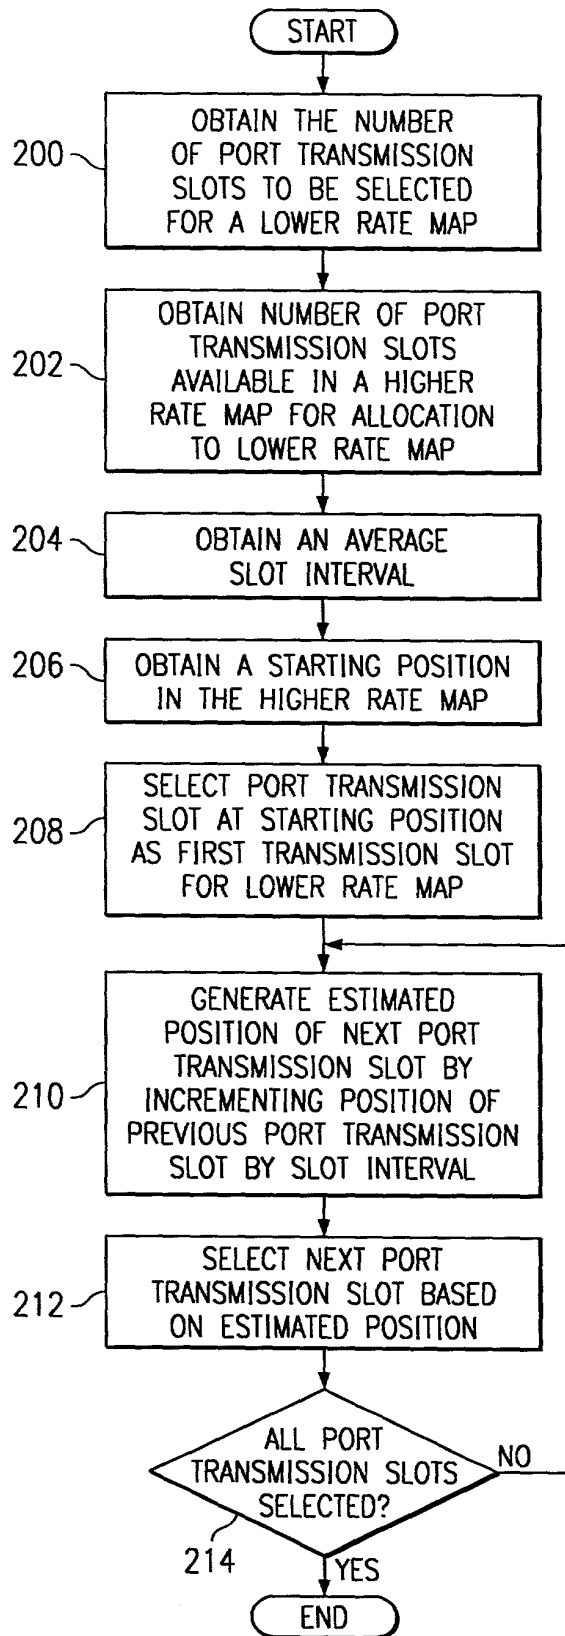 START
200
OBTAIN THE NUMBER
OF PORT TRANSMISSION
SLOTS TO BE SELECTED
FOR A LOWER RATE MAP
202
OBTAIN NUMBER OF PORT
TRANSMISSION SLOTS
AVAILABLE IN A HIGHER
RATE MAP FOR ALLOCATION
TO LOWER RATE MAP
204
OBTAIN AN AVERAGE
SLOT INTERVAL
206
OBTAIN A STARTING POSITION
IN THE HIGHER RATE MAP
208
SELECT PORT TRANSMISSION
SLOT AT STARTING POSITION
AS FIRST TRANSMISSION SLOT
FOR LOWER RATE MAP
210
GENERATE ESTIMATED
POSITION OF NEXT PORT
TRANSMISSION SLOT BY
INCREMENTING POSITION OF
PREVIOUS PORT TRANSMISSION
SLOT BY SLOT INTERVAL
212
SELECT NEXT PORT
TRANSMISSION SLOT BASED
ON ESTIMATED POSITION
ALL PORT
TRANSMISSION SLOTS
SELECTED?
NO
214
YES
END